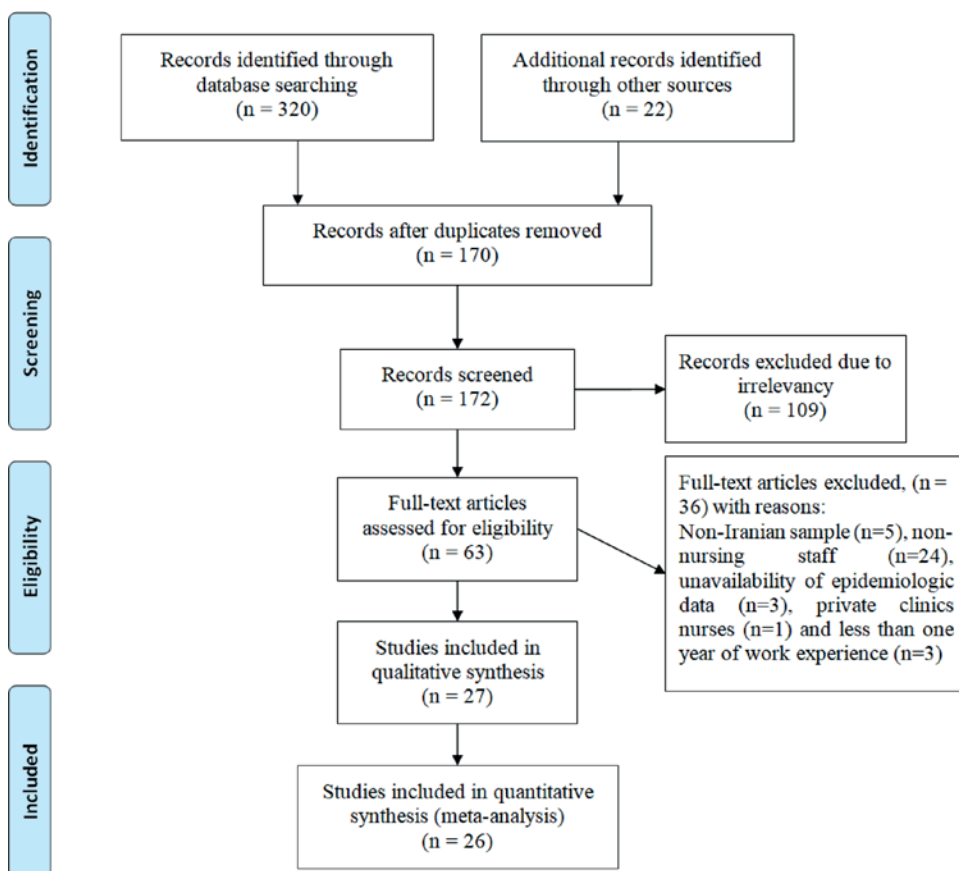 Identification
Records identified through
database searching
(n = 320)
Additional records identified
through other sources
(n = 22)
Records after duplicates removed
(n = 170)
Screening
Records screened
(n = 172)
Records excluded due to
irrelevancy
(n = 109)
Eligibility
Full-text articles
assessed for eligibility
(n = 63)
Full-text articles excluded, (n =
36) with reasons:
Non-Iranian sample (n=5), non-
nursing staff (n=24),
unavailability of epidemiologic
data (n=3), private clinics
nurses (n=1) and less than one
year of work experience (n=3)
Studies included in
qualitative synthesis
(n = 27)
Included
Studies included in quantitative
synthesis (meta-analysis)
(n = 26)